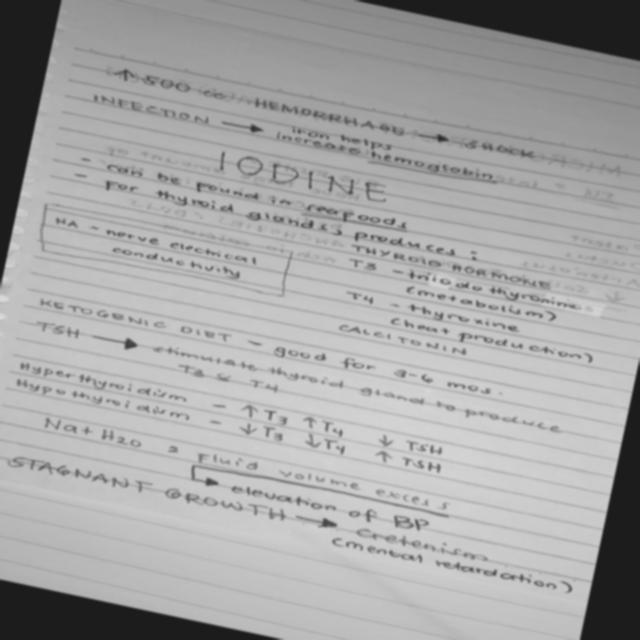 ↑ 500 cc HEMORRHAGE → SHOCK
INFECTION → iron helps
increate hemoglobin
IODINE
- can be found in seafoods
- for thyroid gland is produces :
THYROID HORMONE
NA - nerve electrical
conductivity
T3 - triiodothyronine
(metabolism)
T4 - thyroxine
(heat production)
CALCITONIN
KETOGENIC DIET - good for 3-6 mos.
TSH → stimulate thyroid gland to produce
T3 & T4
Hyperthyroidism - ↑T3 ↑T4 ↓ TSH
Hypothyroidism - ↓T3 ↓T4 ↑ TSH
Na + H2O = Fluid volume excess
→ elevation of BP
STAGNANT GROWTH → Cretenism
(mental retardation)